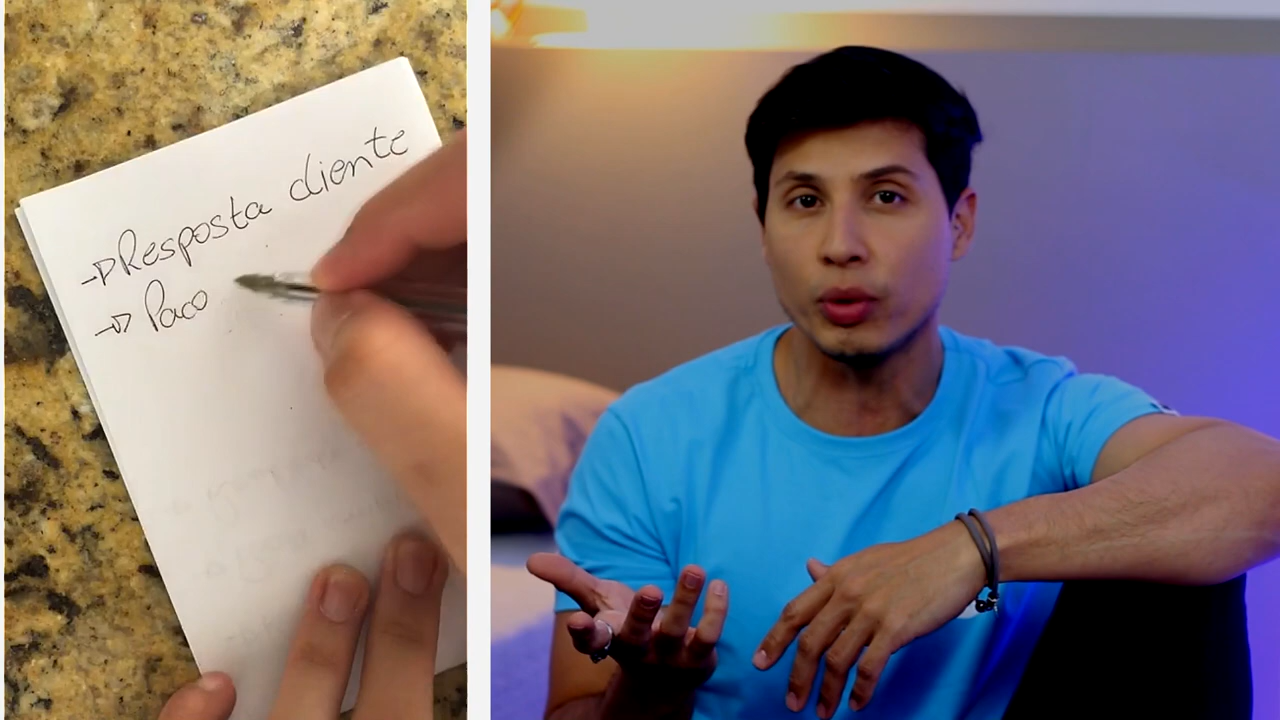 → Resposta cliente
→ Paco